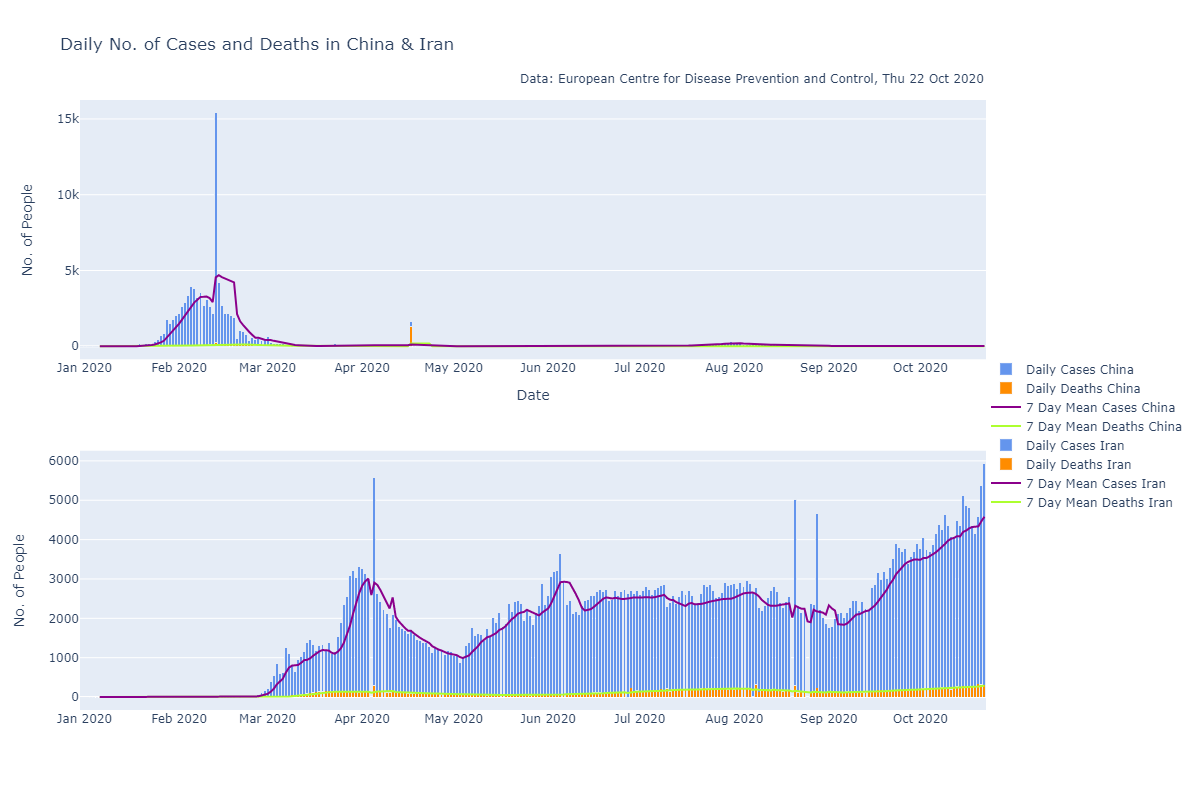 Daily No. of Cases and Deaths in China & Iran
Data: European Centre for Disease Prevention and Control, Thu 22 Oct 2020
No. of People
15k
10k
5k
0
Jan 2020 Feb 2020 Mar 2020 Apr 2020 May 2020 Jun 2020 Jul 2020 Aug 2020 Sep 2020 Oct 2020
Date
Daily Cases China
Daily Deaths China
7 Day Mean Cases China
7 Day Mean Deaths China
Daily Cases Iran
Daily Deaths Iran
7 Day Mean Cases Iran
7 Day Mean Deaths Iran
No. of People
6000
5000
4000
3000
2000
1000
0
Jan 2020 Feb 2020 Mar 2020 Apr 2020 May 2020 Jun 2020 Jul 2020 Aug 2020 Sep 2020 Oct 2020